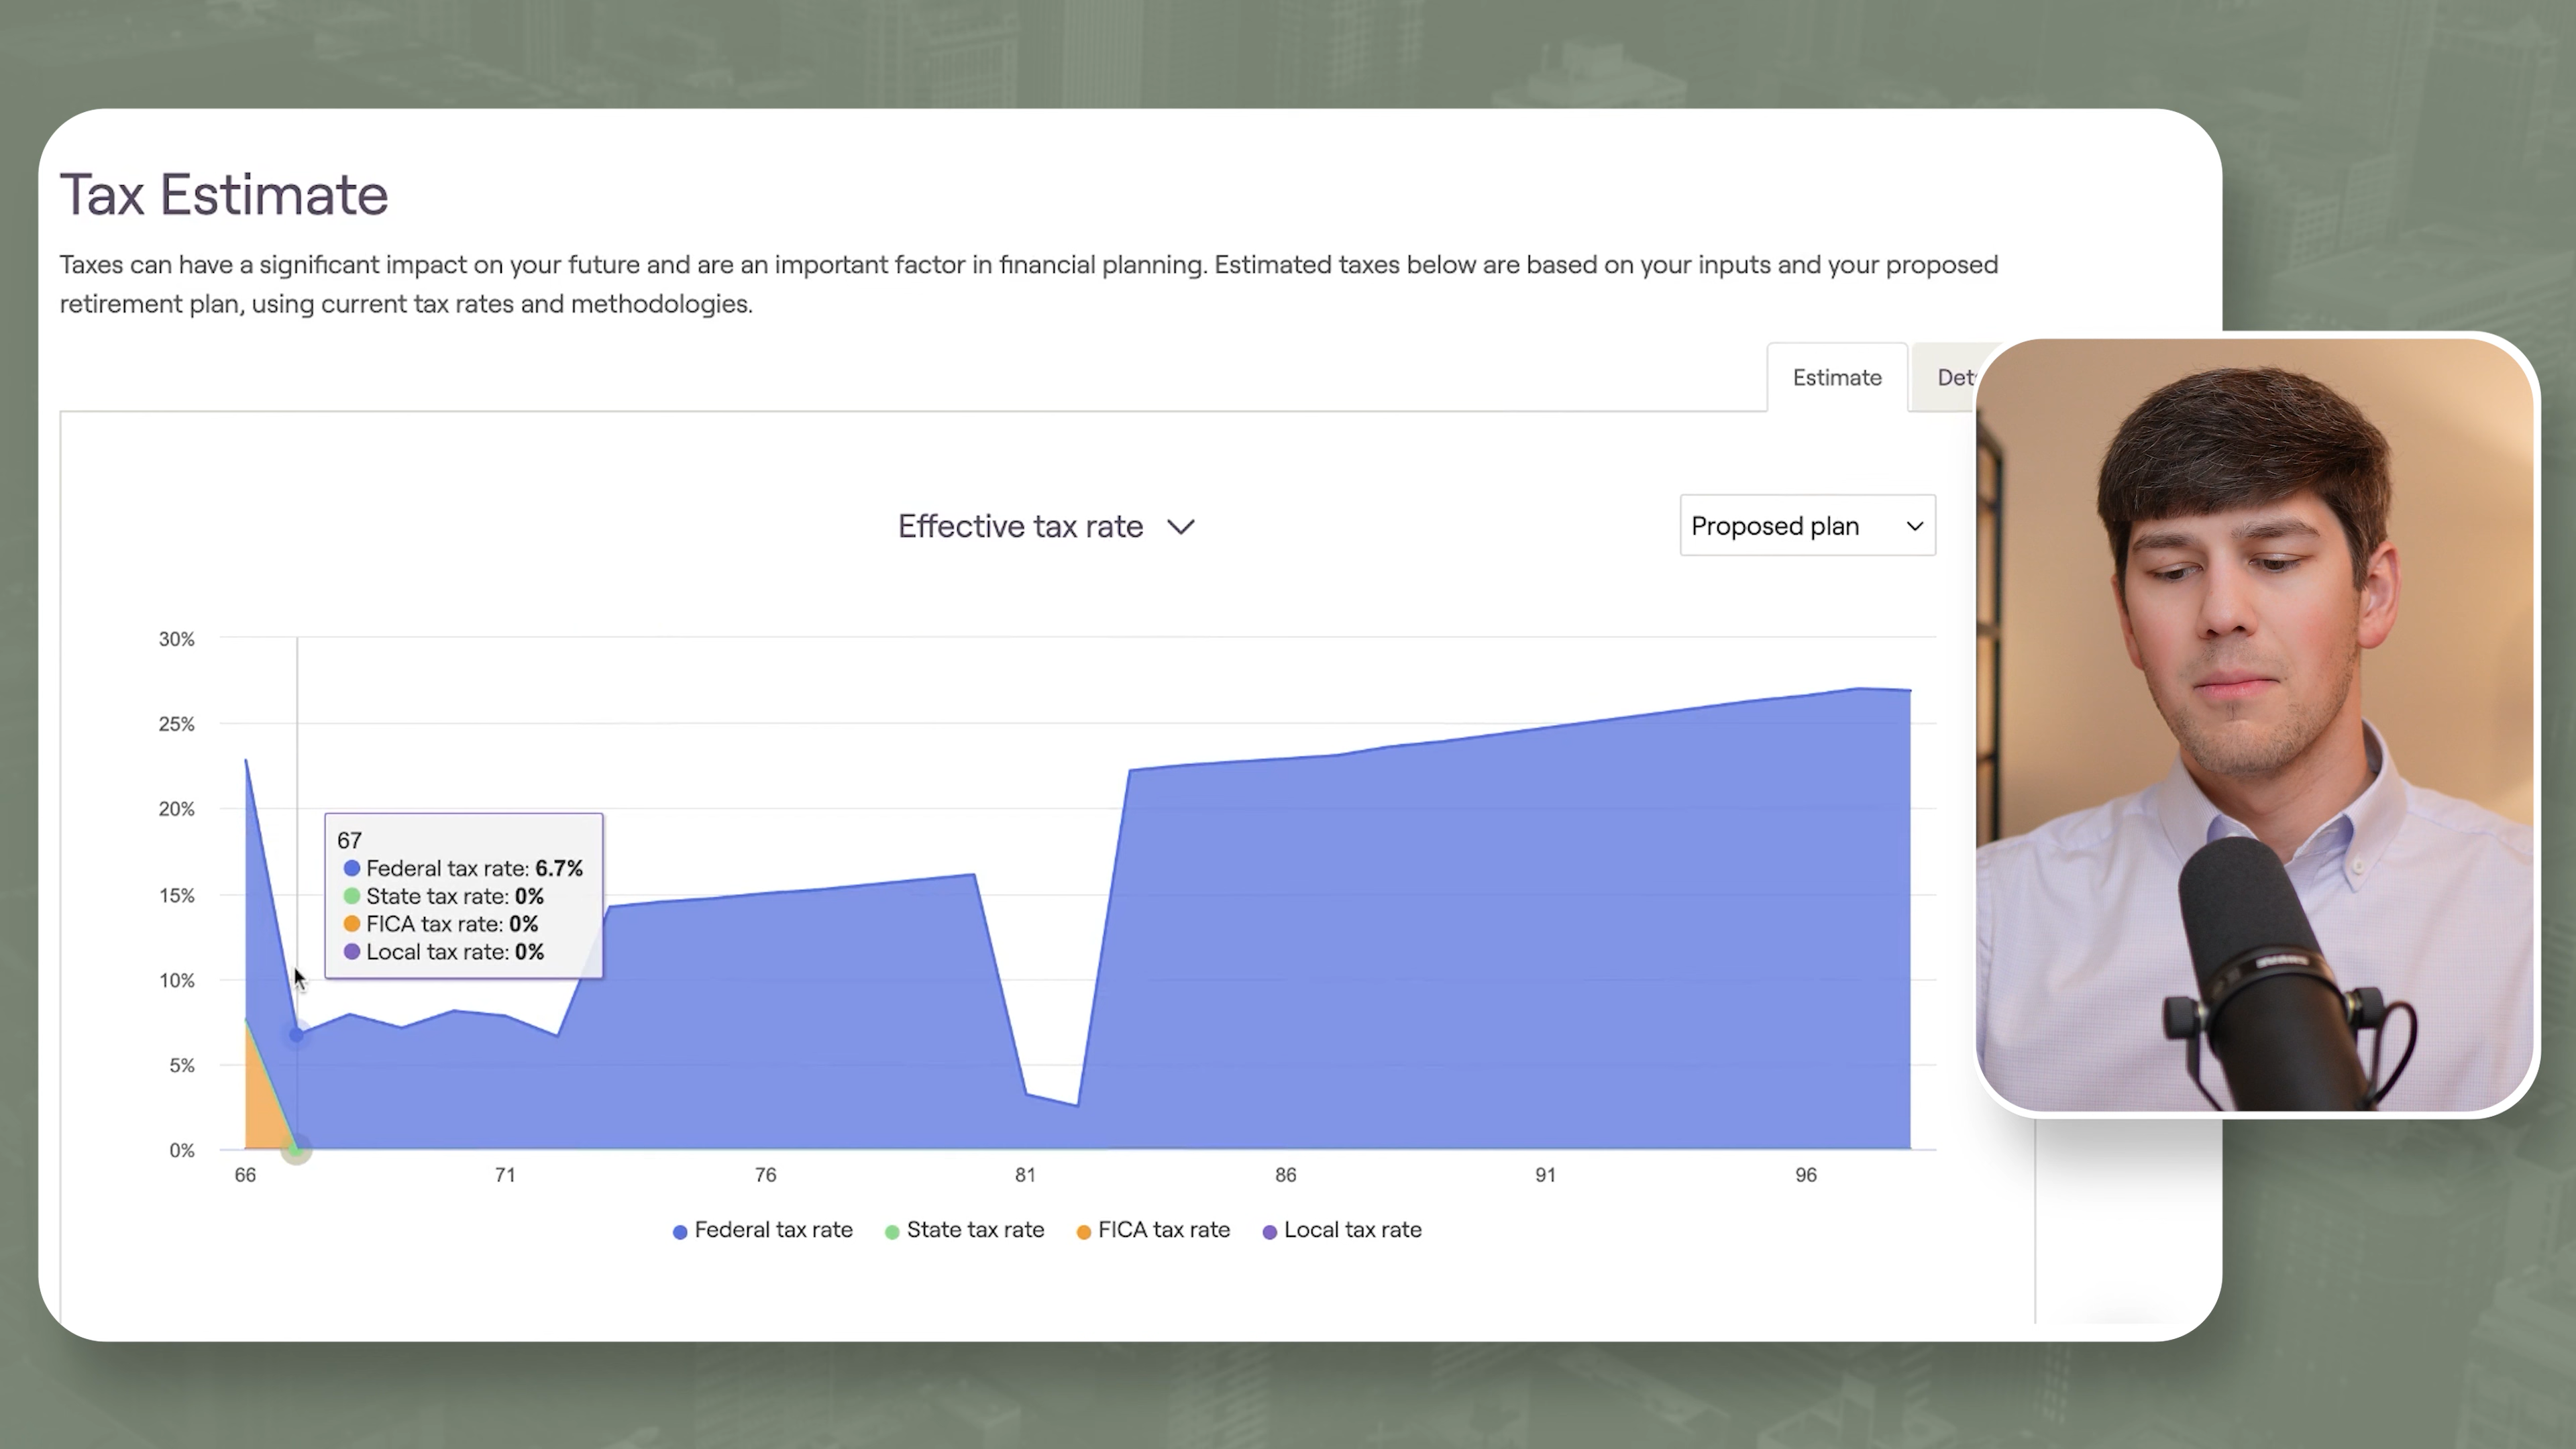 Tax Estimate
Taxes can have a significant impact on your future and are an important factor in financial planning. Estimated taxes below are based on your inputs and your proposed
retirement plan, using current tax rates and methodologies.
Estimate
Effective tax rate
Proposed plan
30%
25%
20%
15%
10%
5%
0%
67
Federal tax rate: 6.7%
State tax rate: 0%
FICA tax rate: 0%
Local tax rate: 0%
66 71 76 81 86 91 96
Federal tax rate State tax rate FICA tax rate Local tax rate